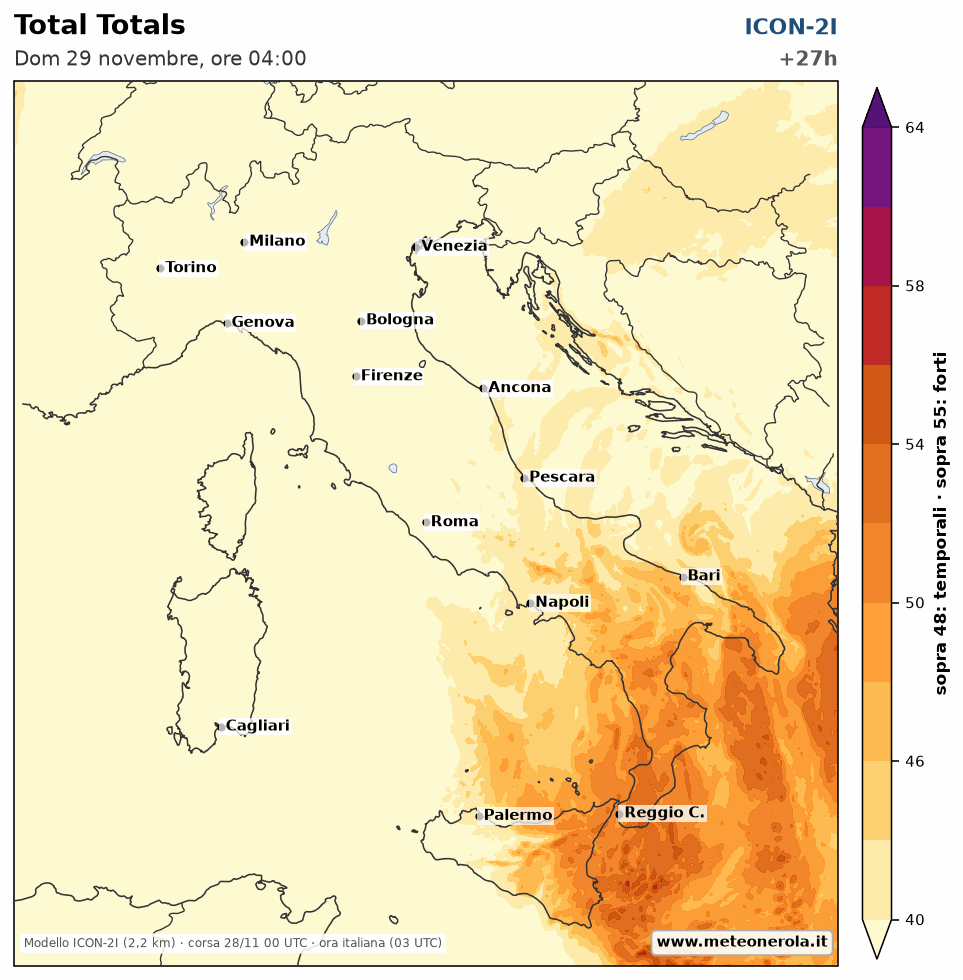 Total Totals
ICON-2I
Dom 29 novembre, ore 04:00
+27h
64
58
54
50
46
40
sopra 48: temporali · sopra 55: forti
Milano
Venezia
Torino
Genova
Bologna
Firenze
Ancona
Pescara
Roma
Bari
Napoli
Cagliari
Palermo
Reggio C.
Modello ICON-2I (2,2 km) · corsa 28/11 00 UTC · ora italiana (03 UTC)
www.meteonerola.it